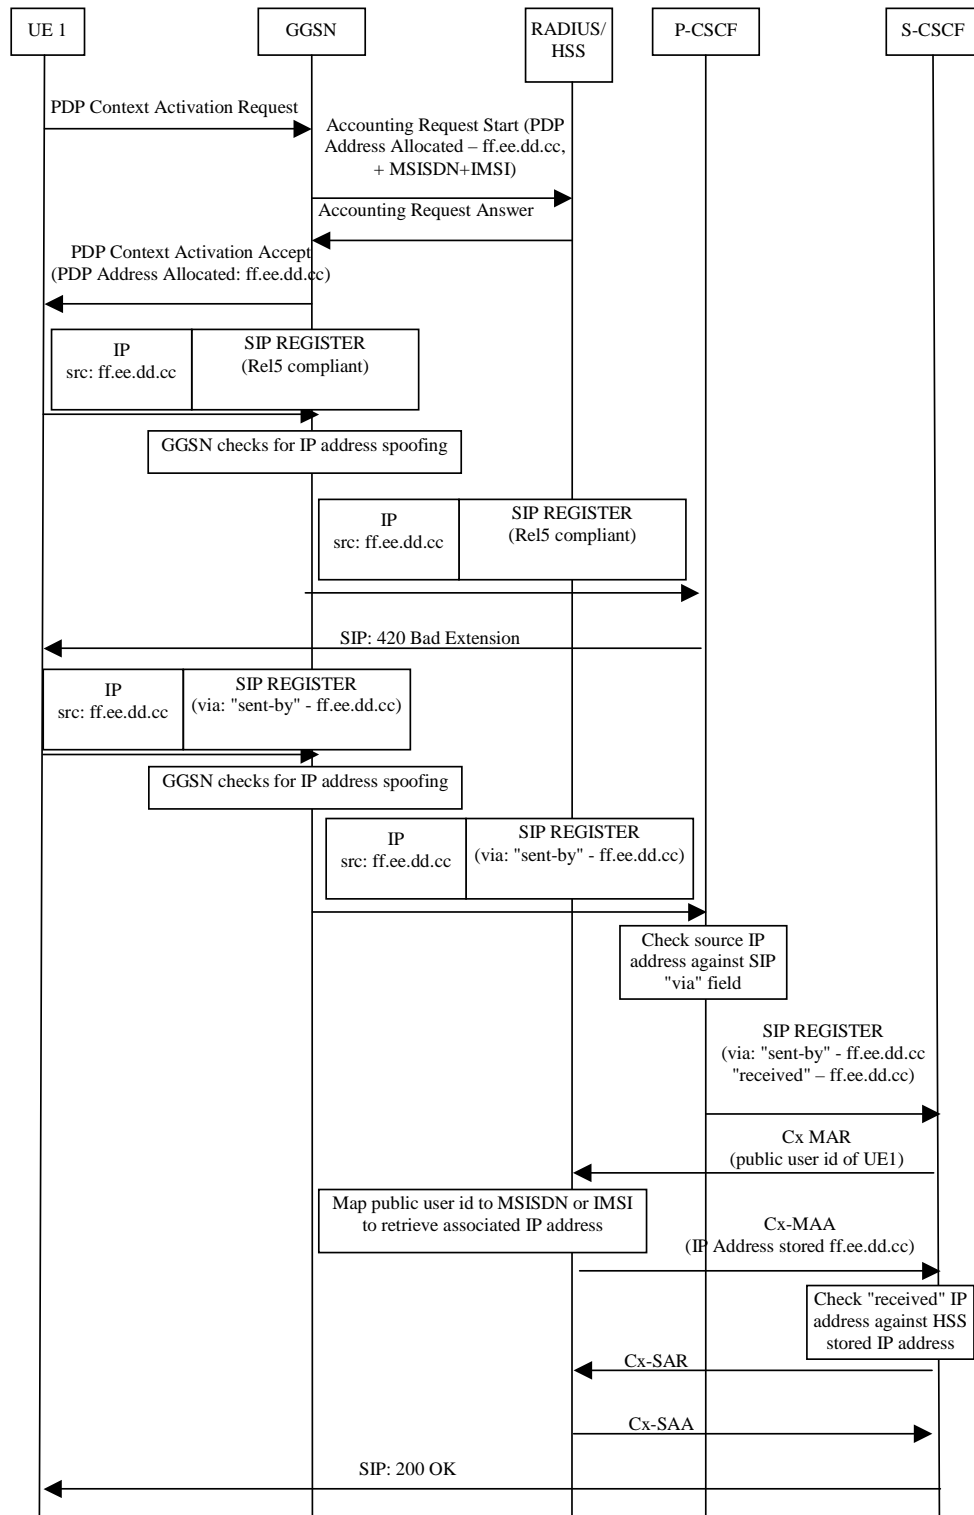 UE 1
GGSN
RADIUS/
HSS
P-CSCF
S-CSCF
PDP Context Activation Request
Accounting Request Start (PDP
Address Allocated – ff.ee.dd.cc,
+ MSISDN+IMSI)
Accounting Request Answer
PDP Context Activation Accept
(PDP Address Allocated: ff.ee.dd.cc)
IP
src: ff.ee.dd.cc
SIP REGISTER
(Rel5 compliant)
GGSN checks for IP address spoofing
IP
src: ff.ee.dd.cc
SIP REGISTER
(Rel5 compliant)
SIP: 420 Bad Extension
IP
src: ff.ee.dd.cc
SIP REGISTER
(via: "sent-by" - ff.ee.dd.cc)
GGSN checks for IP address spoofing
IP
src: ff.ee.dd.cc
SIP REGISTER
(via: "sent-by" - ff.ee.dd.cc)
Check source IP
address against SIP
"via" field
SIP REGISTER
(via: "sent-by" - ff.ee.dd.cc
"received" – ff.ee.dd.cc)
Cx MAR
(public user id of UE1)
Map public user id to MSISDN or IMSI
to retrieve associated IP address
Cx-MAA
(IP Address stored ff.ee.dd.cc)
Check "received" IP
address against HSS
stored IP address
Cx-SAR
Cx-SAA
SIP: 200 OK